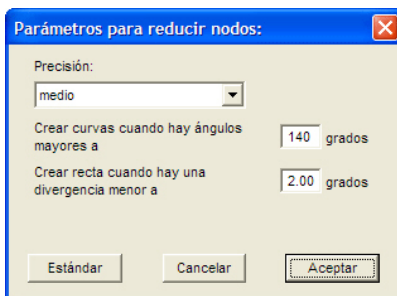 Parámetros para reducir nodos:
Precisión:
medio
Crear curvas cuando hay ángulos
mayores a
140 grados
Crear recta cuando hay una
divergencia menor a
2.00 grados
Estándar Cancelar Aceptar